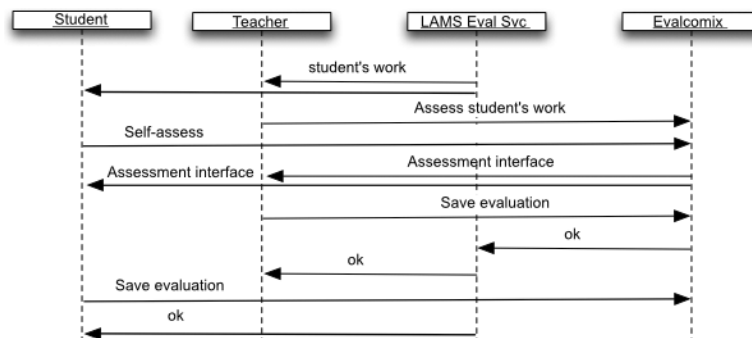 Student Teacher LAMS Eval Svc Evalcomix
student's work
Assess student's work
Self-assess
Assessment interface
Assessment interface
Save evaluation
ok
ok
Save evaluation
ok